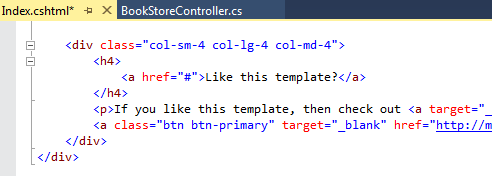 Index.cshtml* BookStoreController.cs
<div class="col-sm-4 col-lg-4 col-md-4">
<h4>
<a href="#">Like this template?</a>
</h4>
<p>If you like this template, then check out <a target="_
<a class="btn btn-primary" target="_blank" href="http://m
</div>
</div>